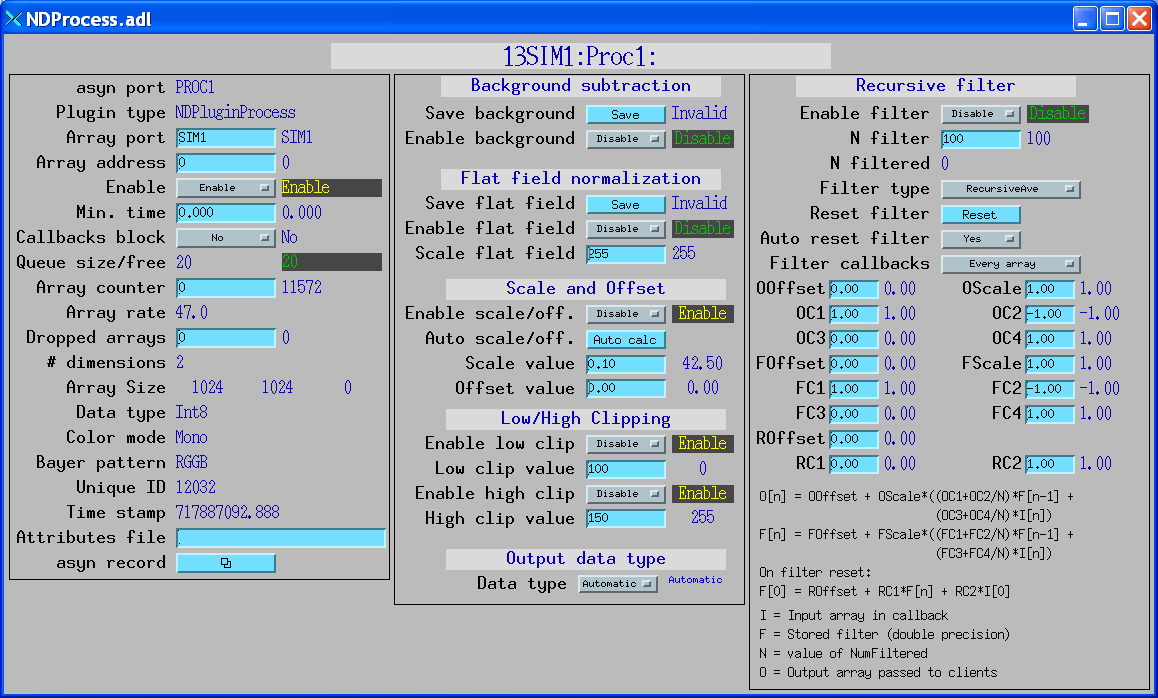 NDProcess.adl
13SIM1:Proc1:
asyn port PROC1
Plugin type NDPluginProcess
Array port SIM1 SIM1
Array address 0 0
Enable Enable Enable
Min. time 0.000 0.000
Callbacks block No No
Queue size/free 20 20
Array counter 0 11572
Array rate 47.0
Dropped arrays 0 0
# dimensions 2
Array Size 1024 1024 0
Data type Int8
Color mode Mono
Bayer pattern RGGB
Unique ID 12032
Time stamp 717887092.888
Attributes file
asyn record
Background subtraction
Save background Save Invalid
Enable background Disable Disable
Flat field normalization
Save flat field Save Invalid
Enable flat field Disable Disable
Scale flat field 255 255
Scale and Offset
Enable scale/off. Disable Enable
Auto scale/off. Auto calc
Scale value 0.10 42.50
Offset value 0.00 0.00
Low/High Clipping
Enable low clip Disable Enable
Low clip value 100 0
Enable high clip Disable Enable
High clip value 150 255
Output data type
Data type Automatic Automatic
Recursive filter
Enable filter Disable Disable
N filter 100 100
N filtered 0
Filter type RecursiveAve
Reset filter Reset
Auto reset filter Yes
Filter callbacks Every array
OOffset 0.00 0.00 OScale 1.00 1.00
OC1 1.00 1.00 OC2 -1.00 -1.00
OC3 0.00 0.00 OC4 1.00 1.00
FOffset 0.00 0.00 FScale 1.00 1.00
FC1 1.00 1.00 FC2 -1.00 -1.00
FC3 0.00 0.00 FC4 1.00 1.00
ROffset 0.00 0.00
RC1 0.00 0.00 RC2 1.00 1.00
O[n] = OOffset + OScale*((OC1+OC2/N)*F[n-1] +
(OC3+OC4/N)*I[n])
F[n] = FOffset + FScale*((FC1+FC2/N)*F[n-1] +
(FC3+FC4/N)*I[n])
On filter reset:
F[0] = ROffset + RC1*F[n] + RC2*I[0]
I = Input array in callback
F = Stored filter (double precision)
N = value of NumFiltered
O = Output array passed to clients